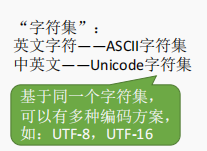 “字符集”：
英文字符——ASCII字符集
中英文——Unicode字符集
基于同一个字符集，
可以有多种编码方案，
如：UTF-8，UTF-16